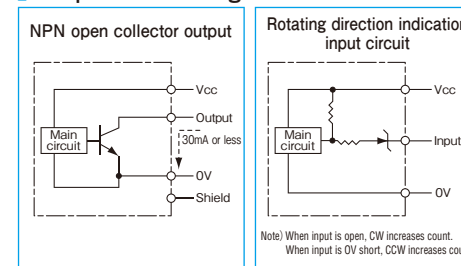 NPN open collector output
Vcc
Output
Main
circuit
30mA or less
0V
Shield
Rotating direction indication
input circuit
Vcc
Main
circuit
Input
0V
Note) When input is open, CW increases count.
When input is 0V short, CCW increases